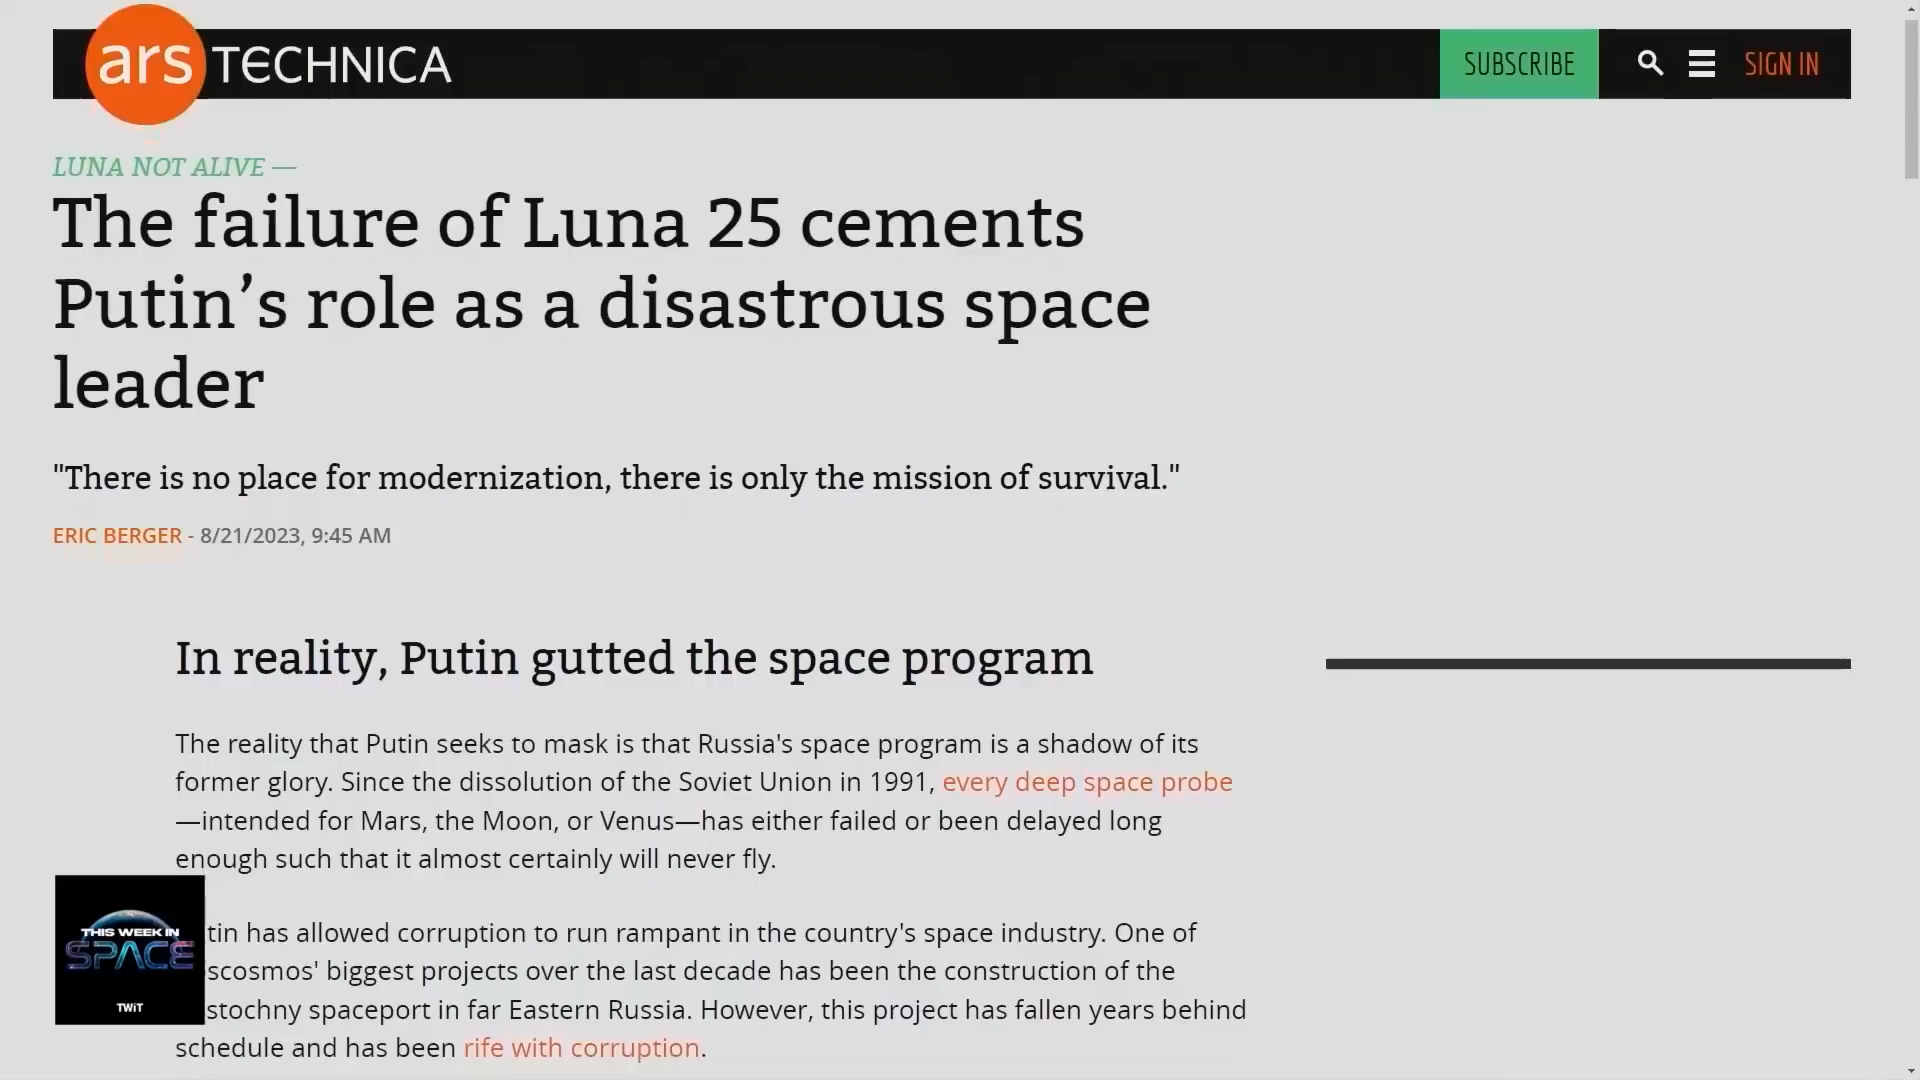 ars TECHNICA
SUBSCRIBE
SIGN IN
LUNA NOT ALIVE —
The failure of Luna 25 cements
Putin’s role as a disastrous space
leader
"There is no place for modernization, there is only the mission of survival."
ERIC BERGER - 8/21/2023, 9:45 AM
In reality, Putin gutted the space program
The reality that Putin seeks to mask is that Russia's space program is a shadow of its
former glory. Since the dissolution of the Soviet Union in 1991, every deep space probe
—intended for Mars, the Moon, or Venus—has either failed or been delayed long
enough such that it almost certainly will never fly.
tin has allowed corruption to run rampant in the country's space industry. One of
scosmos' biggest projects over the last decade has been the construction of the
stochny spaceport in far Eastern Russia. However, this project has fallen years behind
schedule and has been rife with corruption.
THIS WEEK IN
SPACE
TWiT